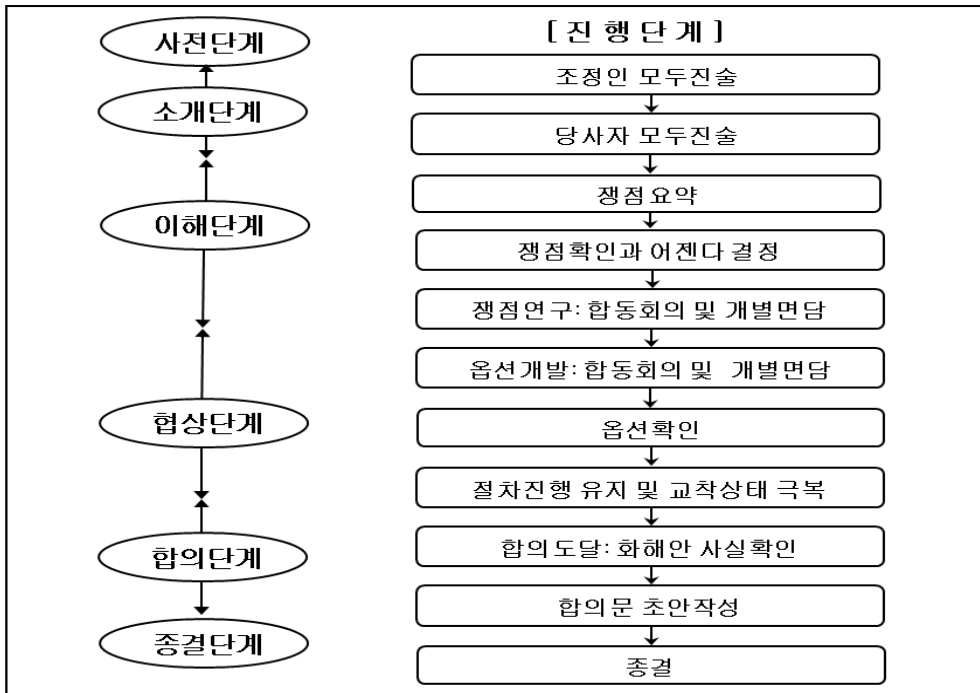 사전단계
소개단계
이해단계
협상단계
합의단계
종결단계
[진행단계]
조정인 모두진술
당사자 모두진술
쟁점요약
쟁점확인과 어젠다 결정
쟁점연구: 합동회의 및 개별면담
옵션개발: 합동회의 및 개별면담
옵션확인
절차진행 유지 및 교착상태 극복
합의도달: 화해안 사실확인
합의문 초안작성
종결